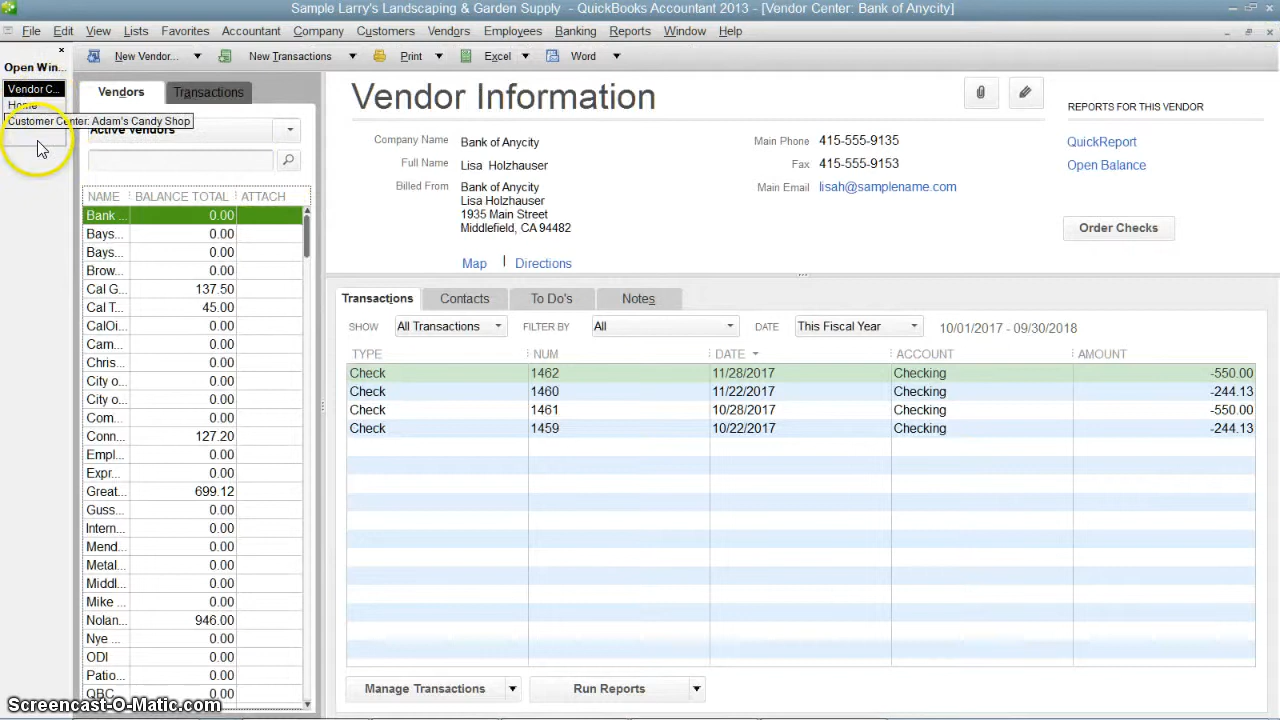 Sample Larry's Landscaping & Garden Supply - QuickBooks Accountant 2013 - [Vendor Center: Bank of Anycity]
File Edit View Lists Favorites Accountant Company Customers Vendors Employees Banking Reports Window Help
Open Win...
New Vendor... New Transactions Print Excel Word
Vendor C...
Home
Customer Center: Adam's Candy Shop
Vendors Transactions
Active Vendors
NAME BALANCE TOTAL ATTACH
Bank ... 0.00
Bays... 0.00
Bays... 0.00
Brow... 0.00
Cal G... 137.50
Cal T... 45.00
CalOi... 0.00
Cam... 0.00
Chris... 0.00
City o... 0.00
City o... 0.00
Com... 0.00
Conn... 127.20
Empl... 0.00
Expr... 0.00
Great... 699.12
Guss... 0.00
Intern... 0.00
Mend... 0.00
Metal... 0.00
Middl... 0.00
Mike ... 0.00
Nolan... 946.00
Nye ... 0.00
ODI 0.00
Patio... 0.00
QBC... 0.00
Vendor Information
Company Name Bank of Anycity
Full Name Lisa Holzhauser
Billed From Bank of Anycity
Lisa Holzhauser
1935 Main Street
Middlefield, CA 94482
Map | Directions
Main Phone 415-555-9135
Fax 415-555-9153
Main Email lisah@samplename.com
REPORTS FOR THIS VENDOR
QuickReport
Open Balance
Order Checks
Transactions Contacts To Do's Notes
SHOW All Transactions FILTER BY All DATE This Fiscal Year 10/01/2017 - 09/30/2018
TYPE NUM DATE ACCOUNT AMOUNT
Check 1462 11/28/2017 Checking -550.00
Check 1460 11/22/2017 Checking -244.13
Check 1461 10/28/2017 Checking -550.00
Check 1459 10/22/2017 Checking -244.13
Manage Transactions Run Reports
Screencast-O-Matic.com